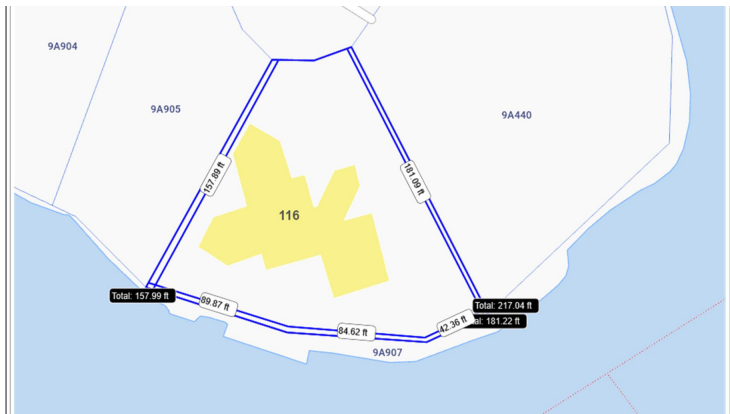 9A904
9A905
9A440
157.89 ft
181.09 ft
116
Total: 157.99 ft
89.87 ft
Total: 217.04 ft
al: 181.22 ft
42.36 ft
84.62 ft
9A907